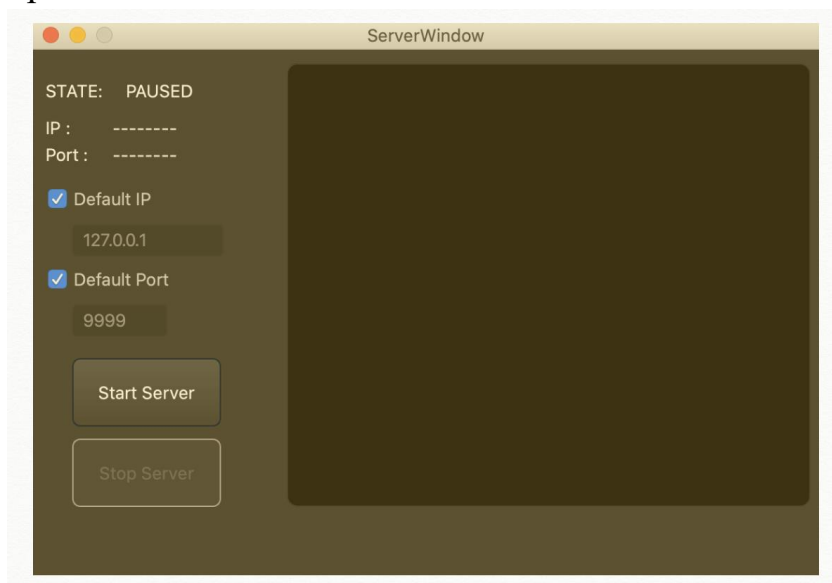 ServerWindow
STATE: PAUSED
IP : --------
Port : --------
Default IP
127.0.0.1
Default Port
9999
Start Server
Stop Server